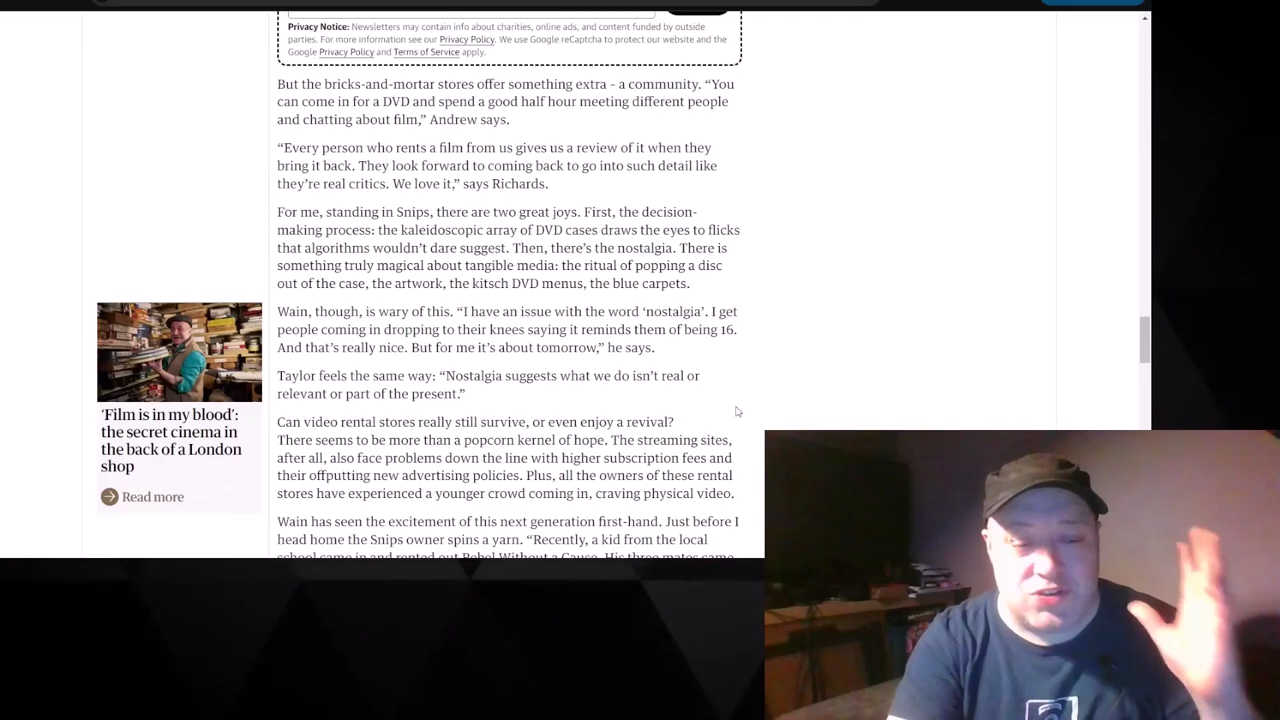 Privacy Notice: Newsletters may contain info about charities, online ads, and content funded by outside
parties. For more information see our Privacy Policy. We use Google reCaptcha to protect our website and the
Google Privacy Policy and Terms of Service apply.
But the bricks-and-mortar stores offer something extra – a community. “You
can come in for a DVD and spend a good half hour meeting different people
and chatting about film,” Andrew says.
“Every person who rents a film from us gives us a review of it when they
bring it back. They look forward to coming back to go into such detail like
they’re real critics. We love it,” says Richards.
For me, standing in Snips, there are two great joys. First, the decision-
making process: the kaleidoscopic array of DVD cases draws the eyes to flicks
that algorithms wouldn’t dare suggest. Then, there’s the nostalgia. There is
something truly magical about tangible media: the ritual of popping a disc
out of the case, the artwork, the kitsch DVD menus, the blue carpets.
Wain, though, is wary of this. “I have an issue with the word ‘nostalgia’. I get
people coming in dropping to their knees saying it reminds them of being 16.
And that’s really nice. But for me it’s about tomorrow,” he says.
Taylor feels the same way: “Nostalgia suggests what we do isn’t real or
relevant or part of the present.”
Can video rental stores really still survive, or even enjoy a revival?
There seems to be more than a popcorn kernel of hope. The streaming sites,
after all, also face problems down the line with higher subscription fees and
their offputting new advertising policies. Plus, all the owners of these rental
stores have experienced a younger crowd coming in, craving physical video.
Wain has seen the excitement of this next generation first-hand. Just before I
head home the Snips owner spins a yarn. “Recently, a kid from the local
school came in and rented out Rebel Without a Cause. His three mates came
‘Film is in my blood’:
the secret cinema in
the back of a London
shop
Read more